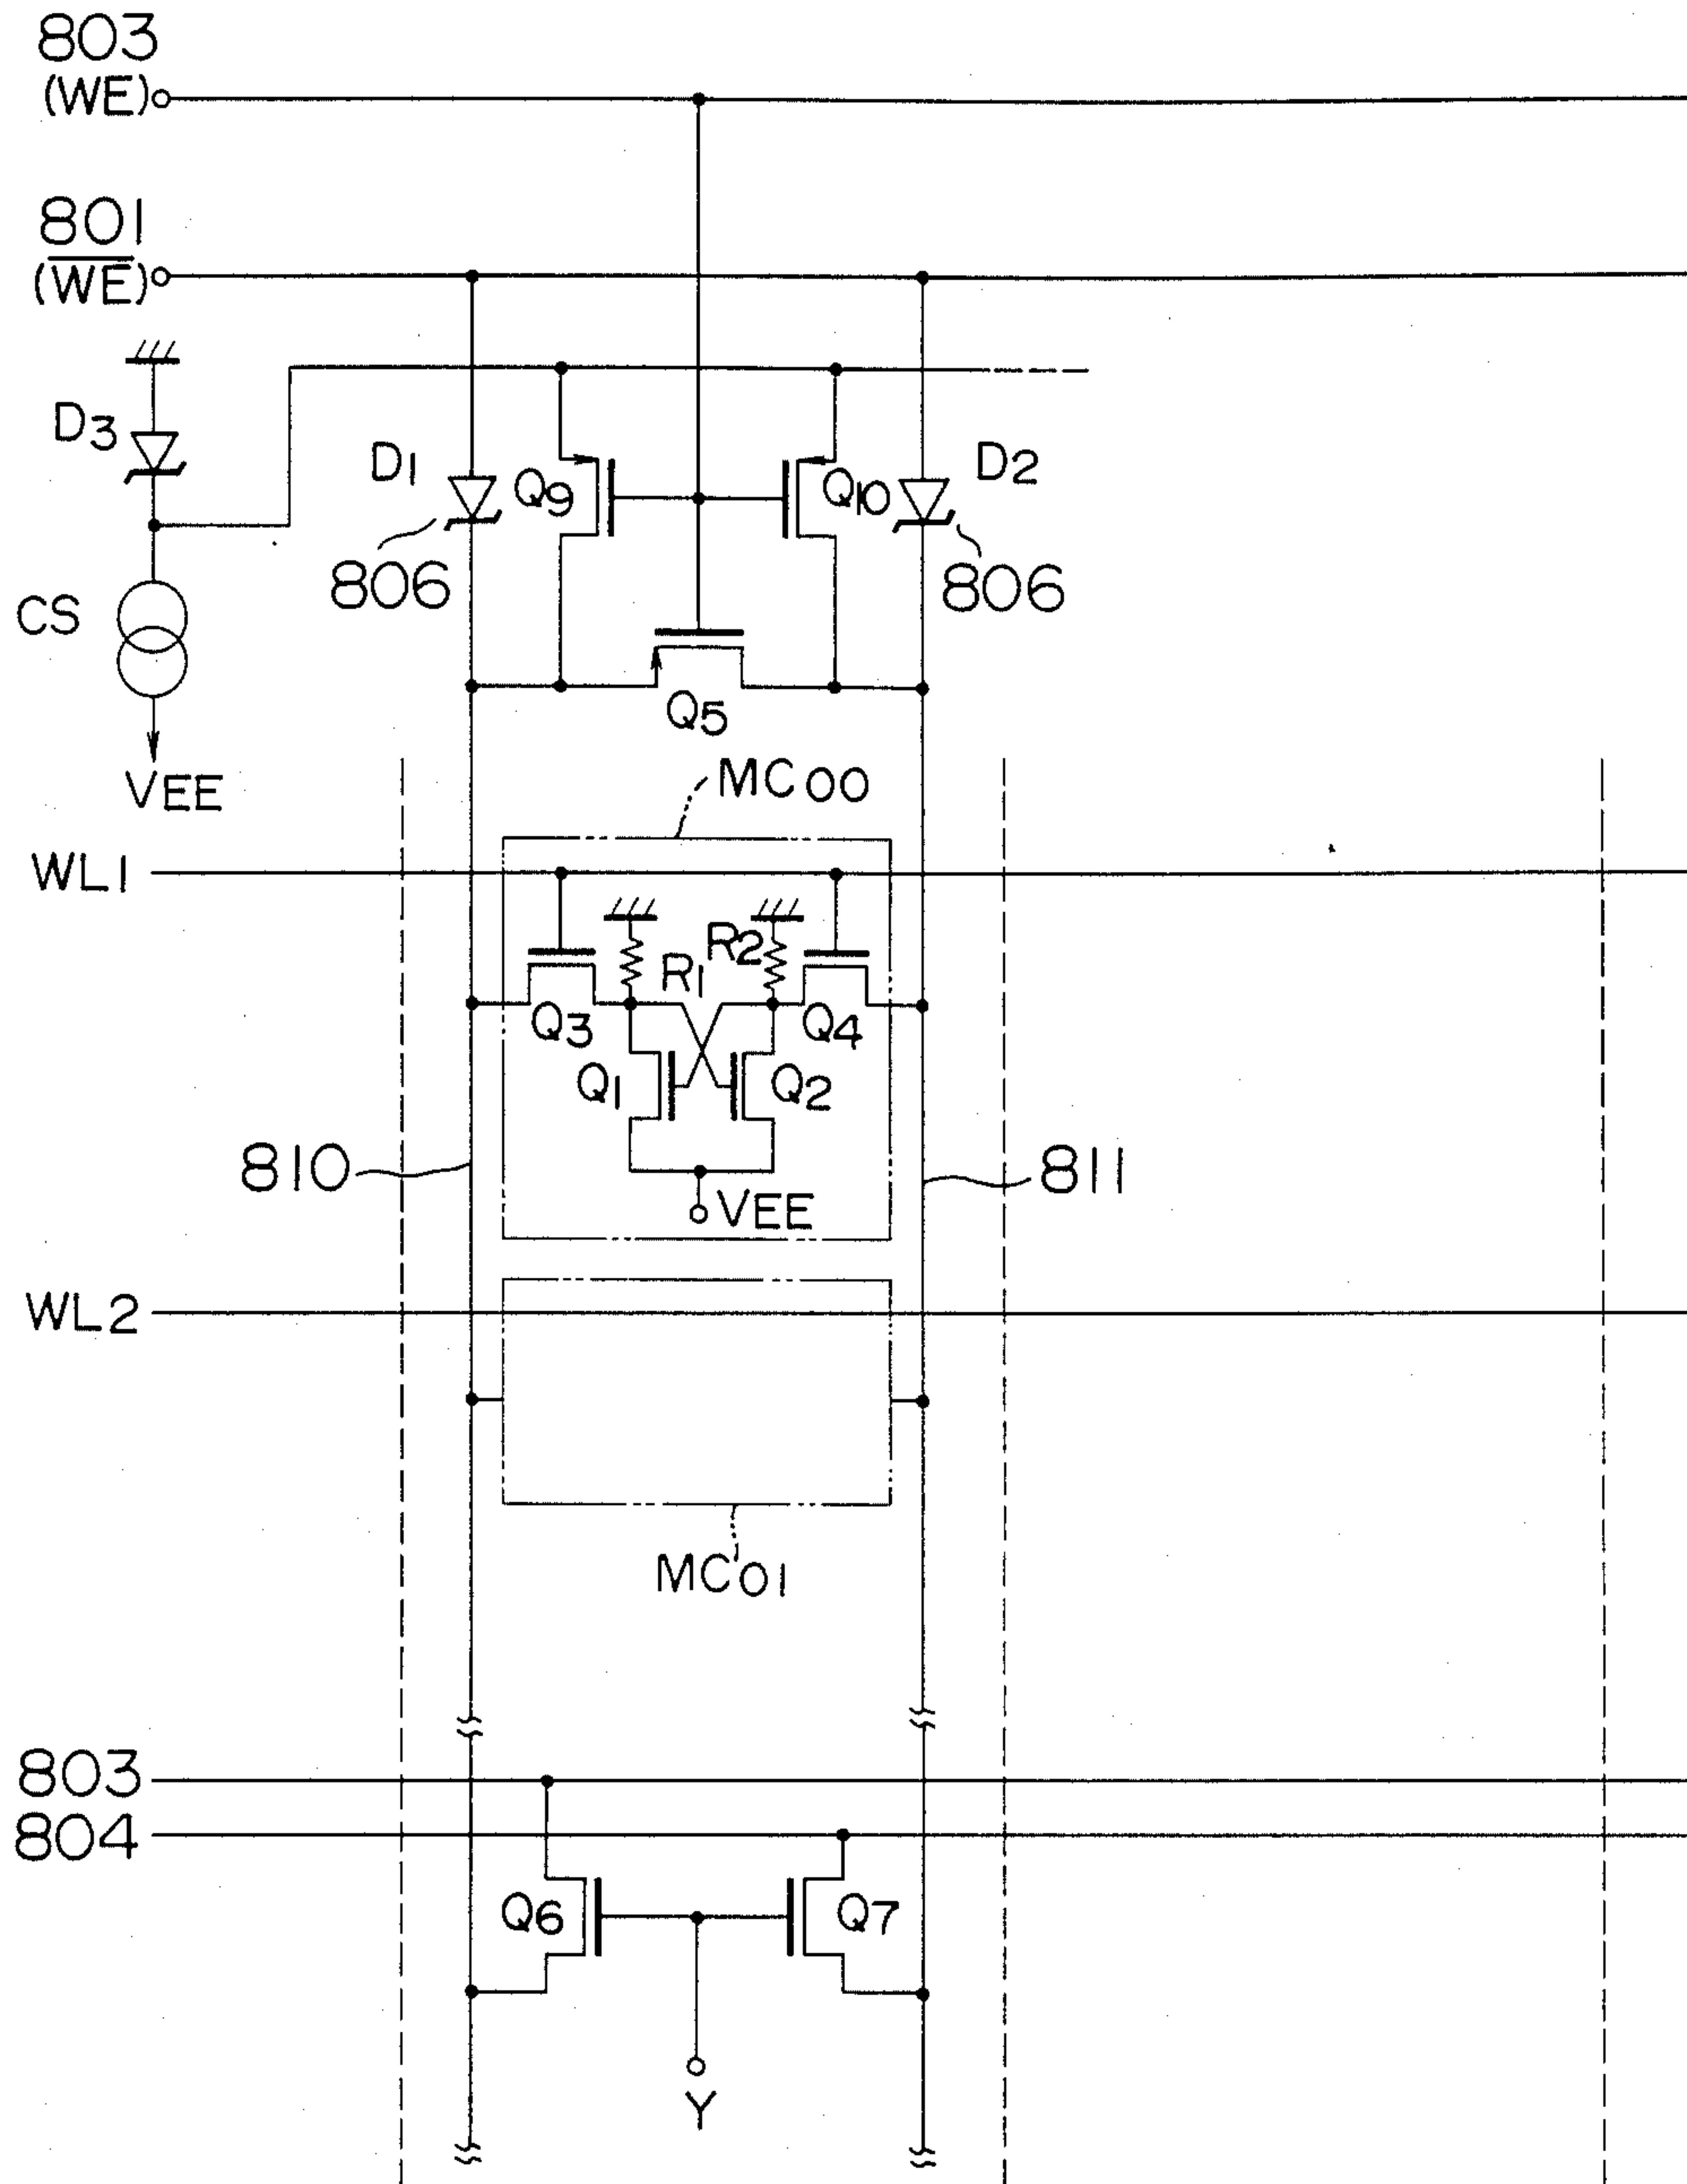 803
(WE)
801
(W̅E̅)
D3
D1
Q9
Q10
D2
806
806
CS
Q5
VEE
MC00
WL1
R1
R2
Q3
Q4
Q1
Q2
810
811
VEE
WL2
MC01
803
804
Q6
Q7
Y